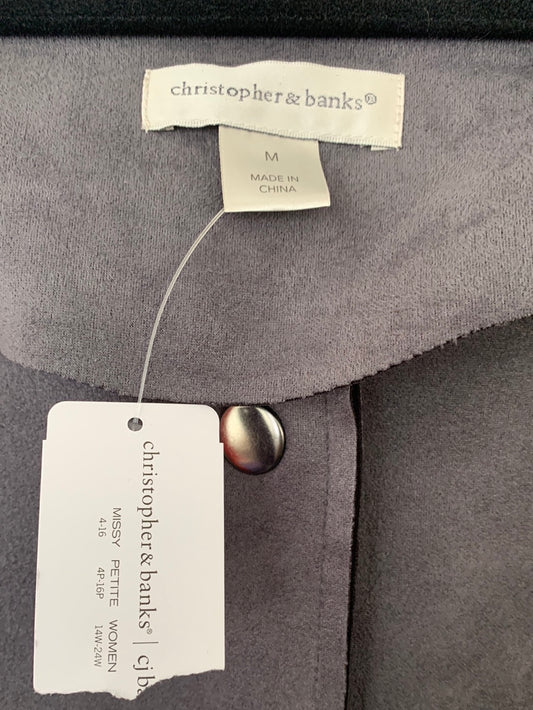 christopher & banks®
M
MADE IN
CHINA
christopher & banks® | cjba
MISSY PETITE WOMEN
4-16 4P-16P 14W-24W